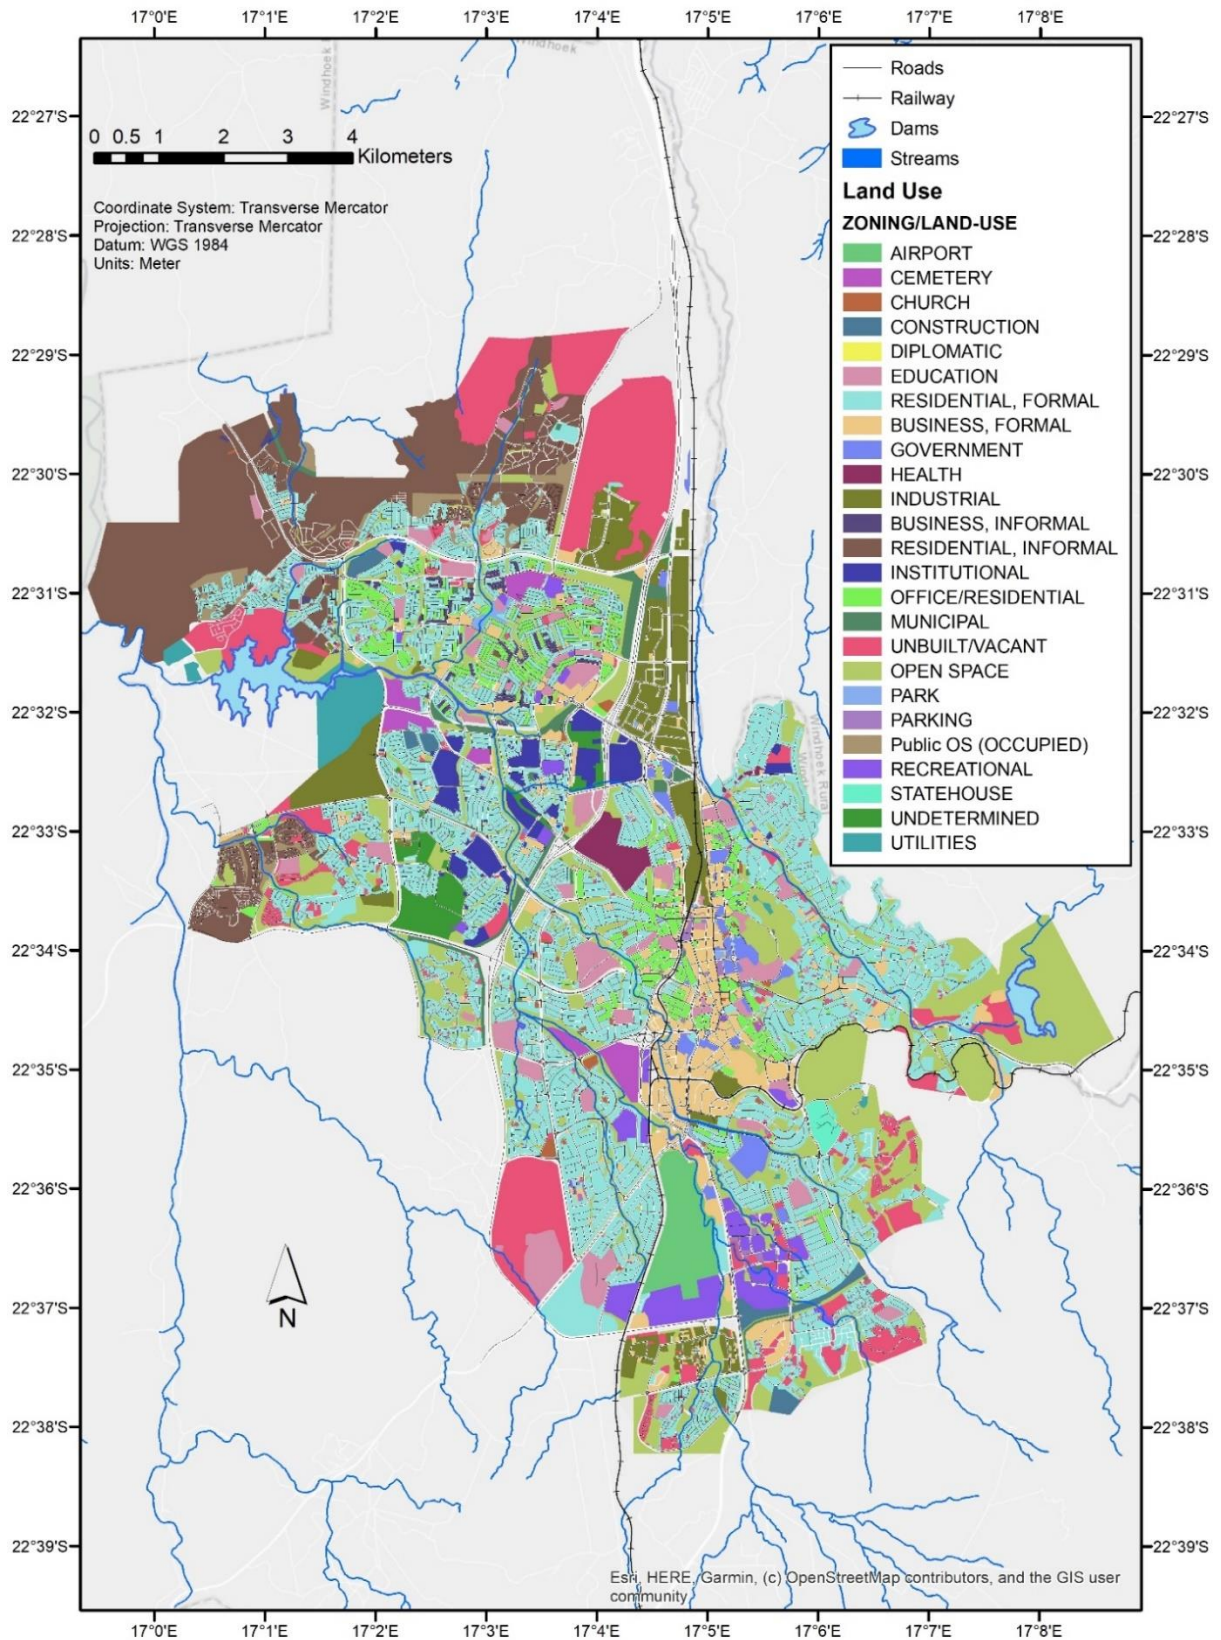 17°0'E 17°1'E 17°2'E 17°3'E 17°4'E 17°5'E 17°6'E 17°7'E 17°8'E
Windhoek
Windhoek
Roads
Railway
Dams
Streams
Land Use
ZONING/LAND-USE
AIRPORT
CEMETERY
CHURCH
CONSTRUCTION
DIPLOMATIC
EDUCATION
RESIDENTIAL, FORMAL
BUSINESS, FORMAL
GOVERNMENT
HEALTH
INDUSTRIAL
BUSINESS, INFORMAL
RESIDENTIAL, INFORMAL
INSTITUTIONAL
OFFICE/RESIDENTIAL
MUNICIPAL
UNBUILT/VACANT
OPEN SPACE
PARK
PARKING
Public OS (OCCUPIED)
RECREATIONAL
STATEHOUSE
UNDETERMINED
UTILITIES
0 0.5 1 2 3 4
Kilometers
Coordinate System: Transverse Mercator
Projection: Transverse Mercator
Datum: WGS 1984
Units: Meter
22°27'S 22°27'S
22°28'S 22°28'S
22°29'S 22°29'S
22°30'S 22°30'S
22°31'S 22°31'S
22°32'S 22°32'S
Windhoek Rural
22°33'S 22°33'S
22°34'S 22°34'S
22°35'S 22°35'S
22°36'S 22°36'S
22°37'S 22°37'S
N
22°38'S 22°38'S
22°39'S 22°39'S
Esri, HERE, Garmin, (c) OpenStreetMap contributors, and the GIS user
community
17°0'E 17°1'E 17°2'E 17°3'E 17°4'E 17°5'E 17°6'E 17°7'E 17°8'E